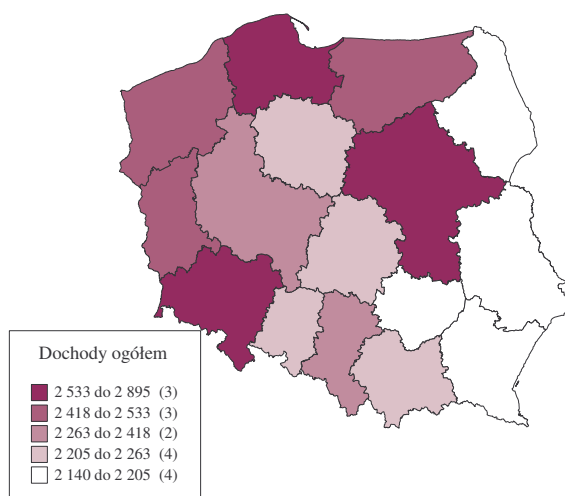 Dochody ogółem
2 533 do 2 895 (3)
2 418 do 2 533 (3)
2 263 do 2 418 (2)
2 205 do 2 263 (4)
2 140 do 2 205 (4)